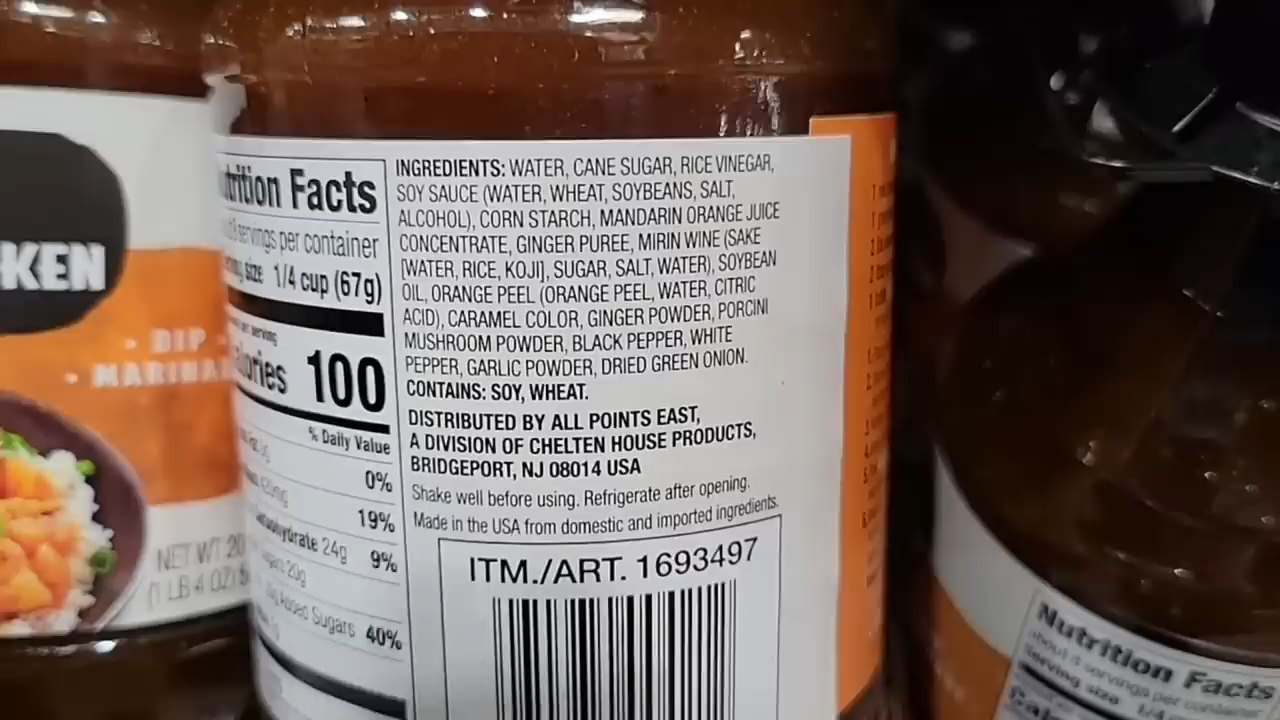 KEN
DIP
NET WT 20
(1 LB 4 OZ)
Nutrition Facts
servings per container
size 1/4 cup (67g)
per serving
100
% Daily Value
0%
19%
24g 9%
20g
Added Sugars 40%
INGREDIENTS: WATER, CANE SUGAR, RICE VINEGAR,
SOY SAUCE (WATER, WHEAT, SOYBEANS, SALT,
ALCOHOL), CORN STARCH, MANDARIN ORANGE JUICE
CONCENTRATE, GINGER PUREE, MIRIN WINE (SAKE
[WATER, RICE, KOJI], SUGAR, SALT, WATER), SOYBEAN
OIL, ORANGE PEEL (ORANGE PEEL, WATER, CITRIC
ACID), CARAMEL COLOR, GINGER POWDER, PORCINI
MUSHROOM POWDER, BLACK PEPPER, WHITE
PEPPER, GARLIC POWDER, DRIED GREEN ONION.
CONTAINS: SOY, WHEAT.
DISTRIBUTED BY ALL POINTS EAST,
A DIVISION OF CHELTEN HOUSE PRODUCTS,
BRIDGEPORT, NJ 08014 USA
Shake well before using. Refrigerate after opening.
Made in the USA from domestic and imported ingredients.
ITM./ART. 1693497
Nutrition Facts
about 8 servings per container
Serving size 1/4